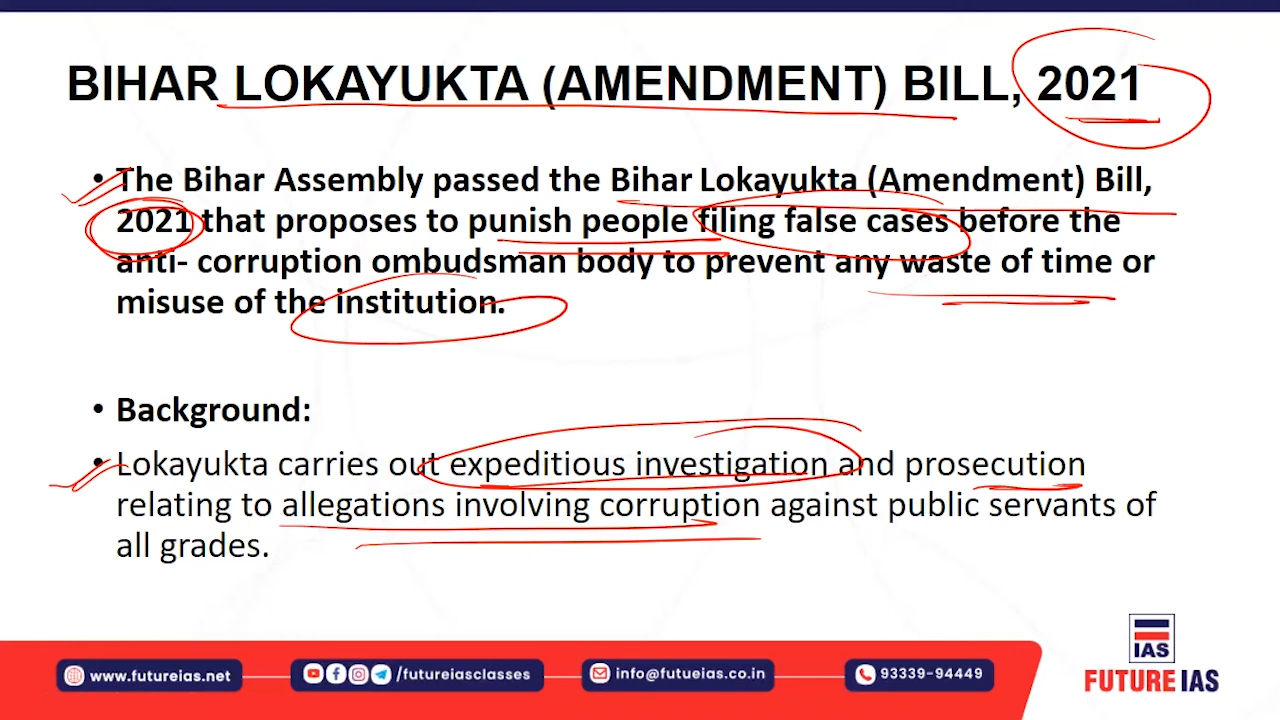 BIHAR LOKAYUKTA (AMENDMENT) BILL, 2021
• The Bihar Assembly passed the Bihar Lokayukta (Amendment) Bill,
2021 that proposes to punish people filing false cases before the
anti- corruption ombudsman body to prevent any waste of time or
misuse of the institution.
• Background:
• Lokayukta carries out expeditious investigation and prosecution
relating to allegations involving corruption against public servants of
all grades.
IAS
www.futureias.net
/futureiasclasses
info@futueias.co.in
93339-94449
FUTURE IAS